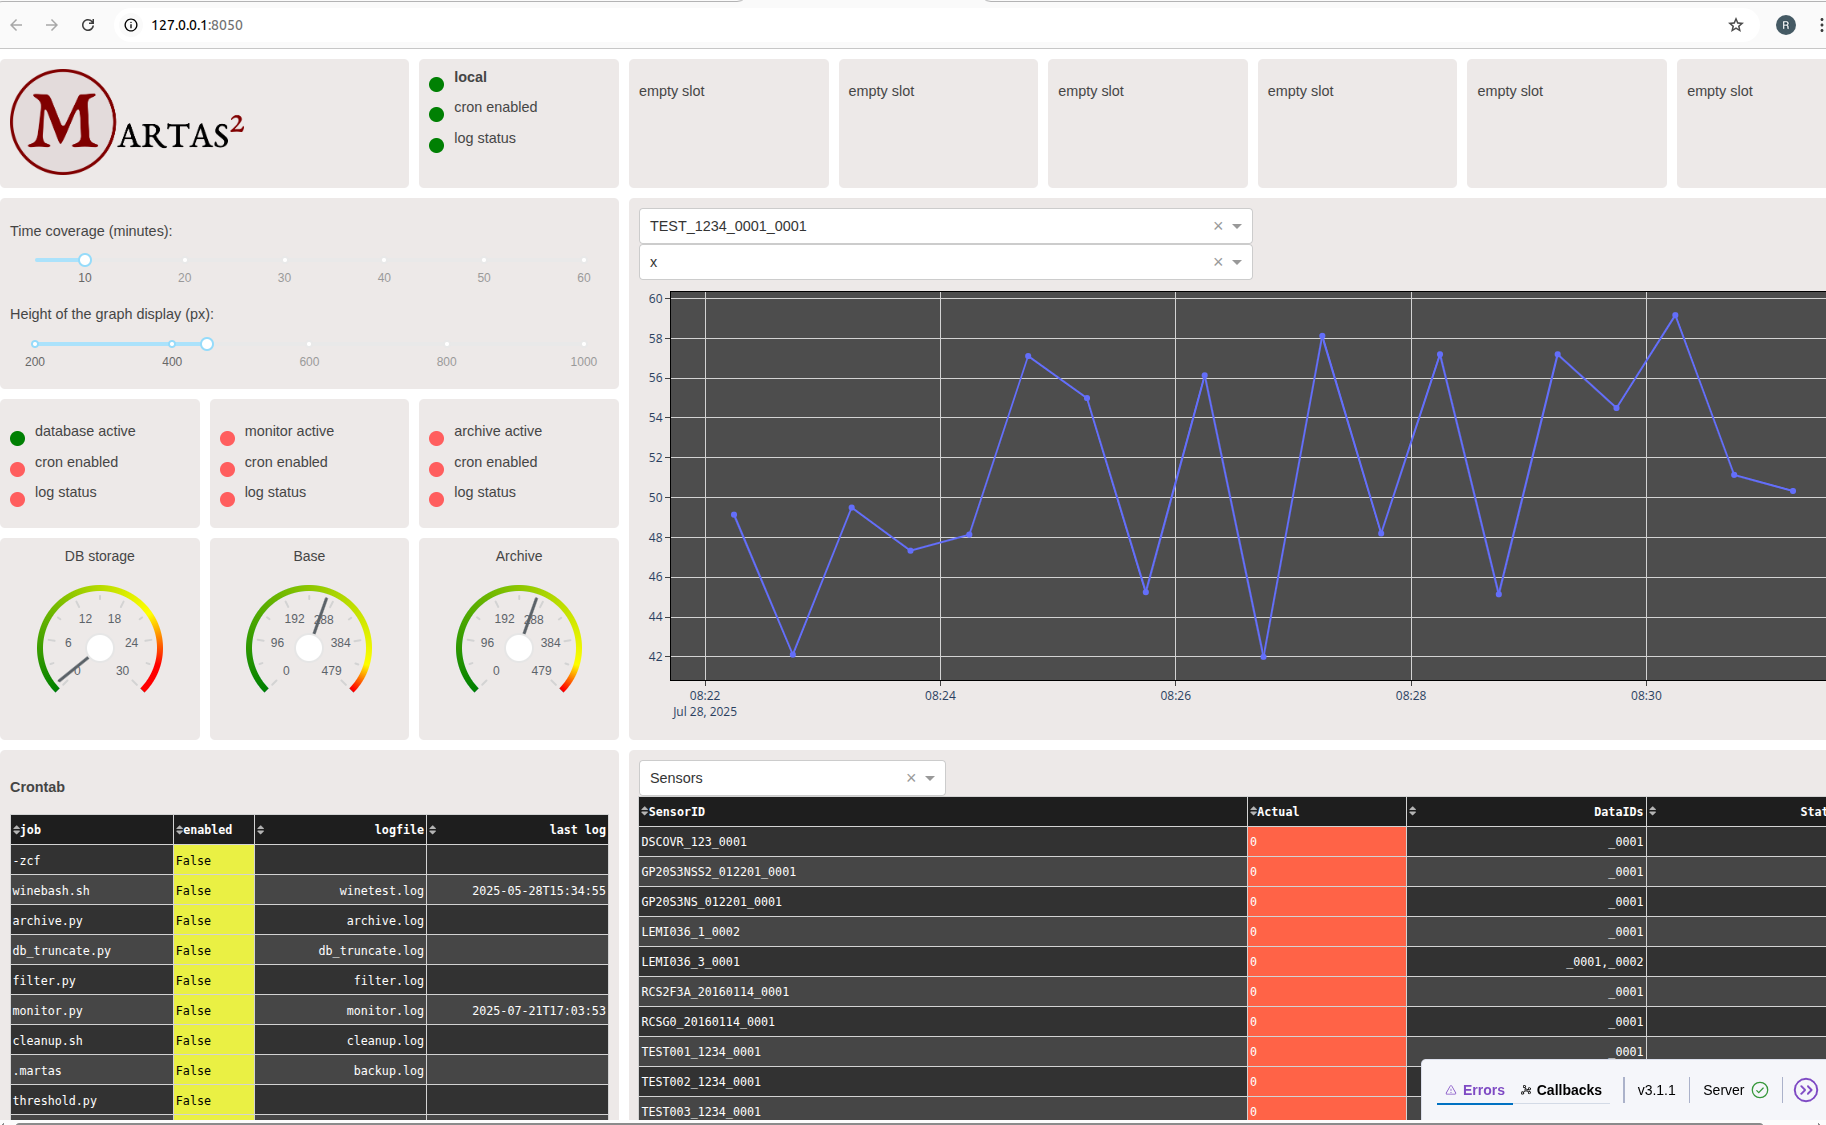 127.0.0.1:8050
R
MARTAS²
local
cron enabled
log status
empty slot
empty slot
empty slot
empty slot
empty slot
empty slot
Time coverage (minutes):
10 20 30 40 50 60
Height of the graph display (px):
200 400 600 800 1000
TEST_1234_0001_0001
x
60
58
56
54
52
50
48
46
44
42
08:22 08:24 08:26 08:28 08:30
Jul 28, 2025
database active
cron enabled
log status
monitor active
cron enabled
log status
archive active
cron enabled
log status
DB storage
0 6 12 18 24 30
Base
0 96 192 288 384 479
Archive
0 96 192 288 384 479
Crontab
job enabled logfile last log
-zcf False
winebash.sh False winetest.log 2025-05-28T15:34:55
archive.py False archive.log
db_truncate.py False db_truncate.log
filter.py False filter.log
monitor.py False monitor.log 2025-07-21T17:03:53
cleanup.sh False cleanup.log
.martas False backup.log
threshold.py False
Sensors
SensorID Actual DataIDs Stat
DSCOVR_123_0001 0 _0001
GP20S3NSS2_012201_0001 0 _0001
GP20S3NS_012201_0001 0 _0001
LEMI036_1_0002 0 _0001
LEMI036_3_0001 0 _0001,_0002
RCS2F3A_20160114_0001 0 _0001
RCSG0_20160114_0001 0 _0001
TEST001_1234_0001 0 _0001
TEST002_1234_0001 0
TEST003_1234_0001 0
Errors Callbacks v3.1.1 Server